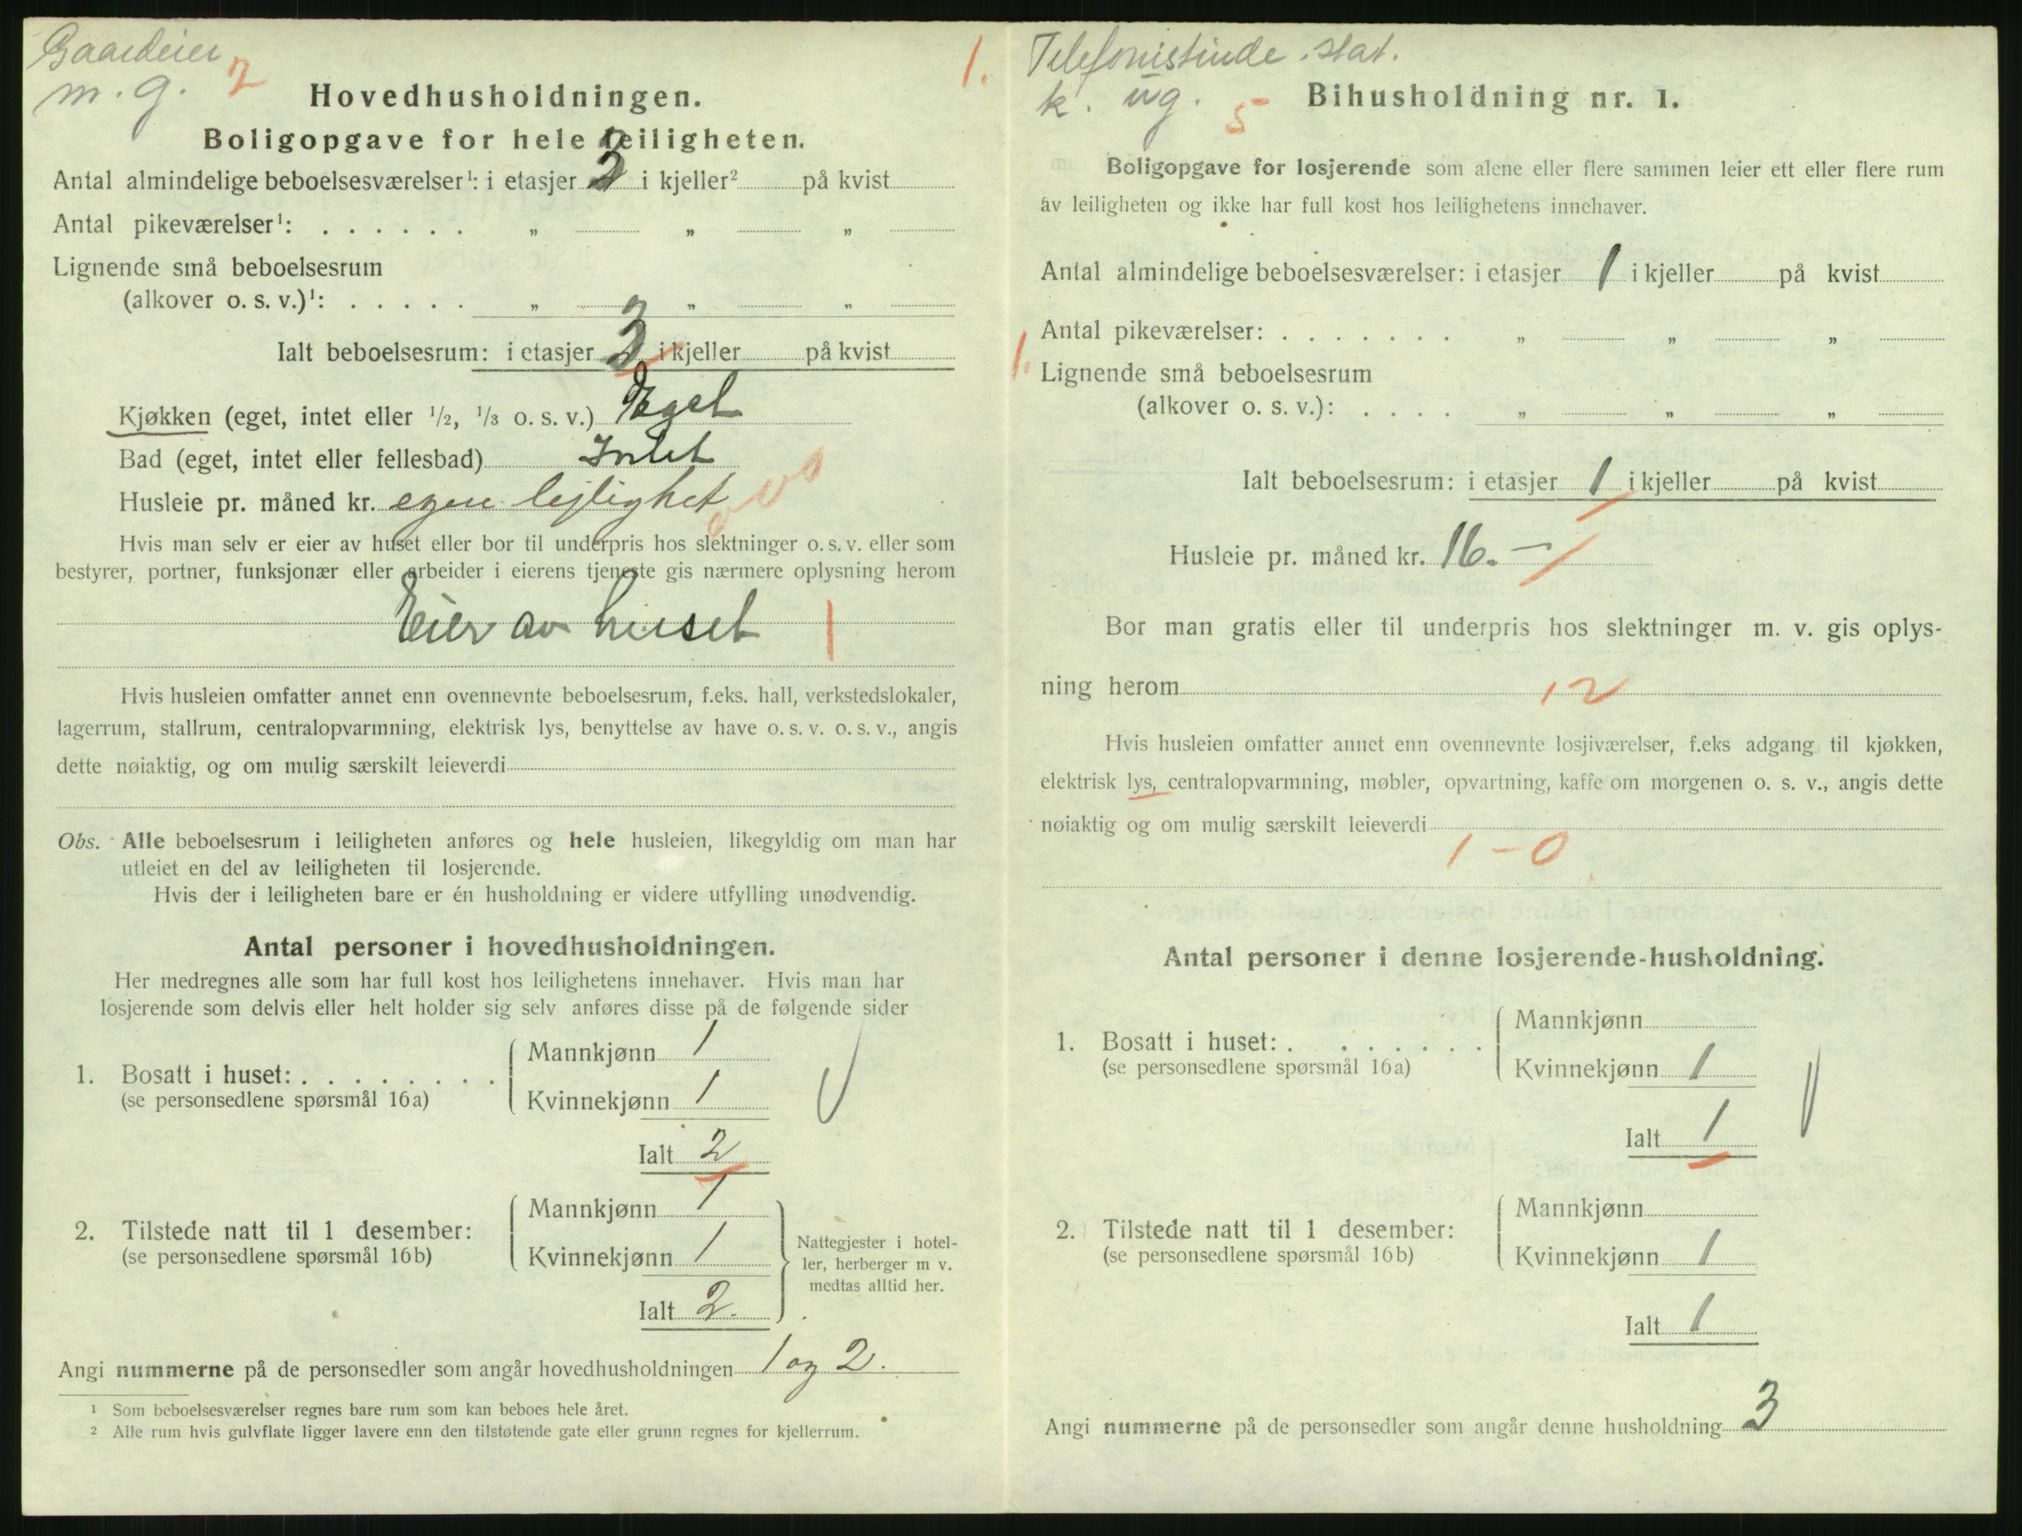 Gaardeier
m. g. 2
1.
Hovedhusholdningen.
Boligopgave for hele leiligheten.
Antal almindelige beboelsesværelser¹: i etasjer 3 i kjeller² på kvist
Antal pikeværelser¹: . . . . . . „ „ „
Lignende små beboelsesrum
(alkover o. s. v.)¹: . . . . . „ „ „
Ialt beboelsesrum: i etasjer 3 i kjeller på kvist
Kjøkken (eget, intet eller 1/2, 1/3 o. s. v.) Eget
Bad (eget, intet eller fellesbad) Intet
Husleie pr. måned kr. egen lejlighet
Hvis man selv er eier av huset eller bor til underpris hos slektninger o. s. v. eller som
bestyrer, portner, funksjonær eller arbeider i eierens tjeneste gis nærmere oplysning herom
Eier av huset 1
Hvis husleien omfatter annet enn ovennevnte beboelsesrum, f.eks. hall, verkstedslokaler,
lagerrum, stallrum, centralopvarmning, elektrisk lys, benyttelse av have o. s. v. o. s. v., angis
dette nøiaktig, og om mulig særskilt leieverdi
Obs. Alle beboelsesrum i leiligheten anføres og hele husleien, likegyldig om man har
utleiet en del av leiligheten til losjerende.
Hvis der i leiligheten bare er én husholdning er videre utfylling unødvendig.
Antal personer i hovedhusholdningen.
Her medregnes alle som har full kost hos leilighetens innehaver. Hvis man har
losjerende som delvis eller helt holder sig selv anføres disse på de følgende sider
1. Bosatt i huset: . . . . . . . .
(se personsedlene spørsmål 16a)
Mannkjønn 1
Kvinnekjønn 1
Ialt 2
2. Tilstede natt til 1 desember:
(se personsedlene spørsmål 16b)
Mannkjønn 1
Kvinnekjønn 1
Ialt 2.
Nattegjester i hotel-
ler, herberger m v.
medtas alltid her.
Angi nummerne på de personsedler som angår hovedhusholdningen 1 og 2.
¹ Som beboelsesværelser regnes bare rum som kan beboes hele året.
² Alle rum hvis gulvflate ligger lavere enn den tilstøtende gate eller grunn regnes for kjellerrum.
Telefonistinde. stat.
k. ug. 5
Bihusholdning nr. 1.
Boligopgave for losjerende som alene eller flere sammen leier ett eller flere rum
av leiligheten og ikke har full kost hos leilighetens innehaver.
Antal almindelige beboelsesværelser: i etasjer 1 i kjeller på kvist
Antal pikeværelser: . . . . . . . „ „ „
1. Lignende små beboelsesrum
(alkover o. s. v.): . . . . „ „ „
Ialt beboelsesrum: i etasjer 1 i kjeller på kvist
Husleie pr. måned kr. 16. –
Bor man gratis eller til underpris hos slektninger m. v. gis oplys-
ning herom 12
Hvis husleien omfatter annet enn ovennevnte losjiværelser, f.eks adgang til kjøkken,
elektrisk lys, centralopvarmning, møbler, opvartning, kaffe om morgenen o. s. v., angis dette
nøiaktig og om mulig særskilt leieverdi
1 – 0
Antal personer i denne losjerende-husholdning.
1. Bosatt i huset: . . . . . . .
(se personsedlene spørsmål 16a)
Mannkjønn
Kvinnekjønn 1
Ialt 1
2. Tilstede natt til 1 desember:
(se personsedlene spørsmål 16b)
Mannkjønn
Kvinnekjønn 1
Ialt 1
Angi nummerne på de personsedler som angår denne husholdning 3